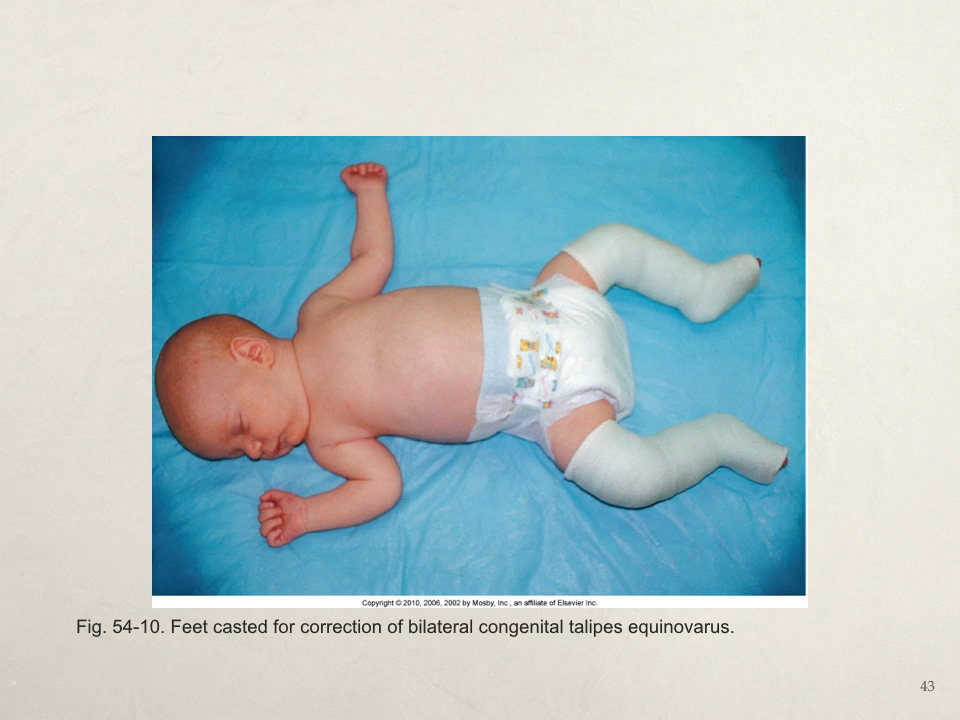 Copyright © 2010, 2006, 2002 by Mosby, Inc., an affiliate of Elsevier Inc.
Fig. 54-10. Feet casted for correction of bilateral congenital talipes equinovarus.
43